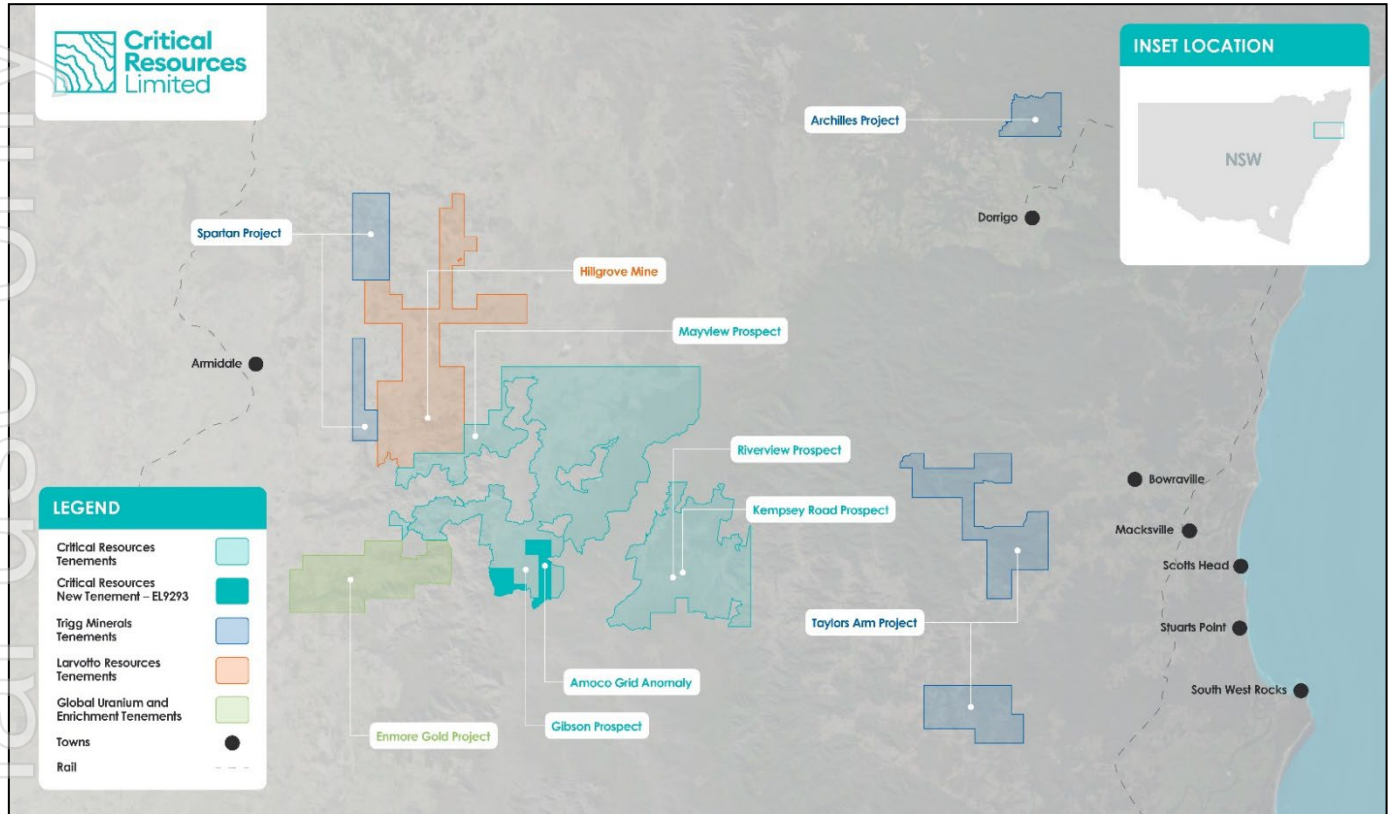 Critical
Resources
Limited
INSET LOCATION
NSW
Archilles Project
Dorrigo
Spartan Project
Hillgrove Mine
Mayview Prospect
Armidale
Riverview Prospect
Kempsey Road Prospect
Bowraville
Macksville
Scotts Head
Taylors Arm Project
Stuarts Point
Amoco Grid Anomaly
South West Rocks
Gibson Prospect
Enmore Gold Project
LEGEND
Critical Resources
Tenements
Critical Resources
New Tenement – EL9293
Trigg Minerals
Tenements
Larvotto Resources
Tenements
Global Uranium and
Enrichment Tenements
Towns
Rail